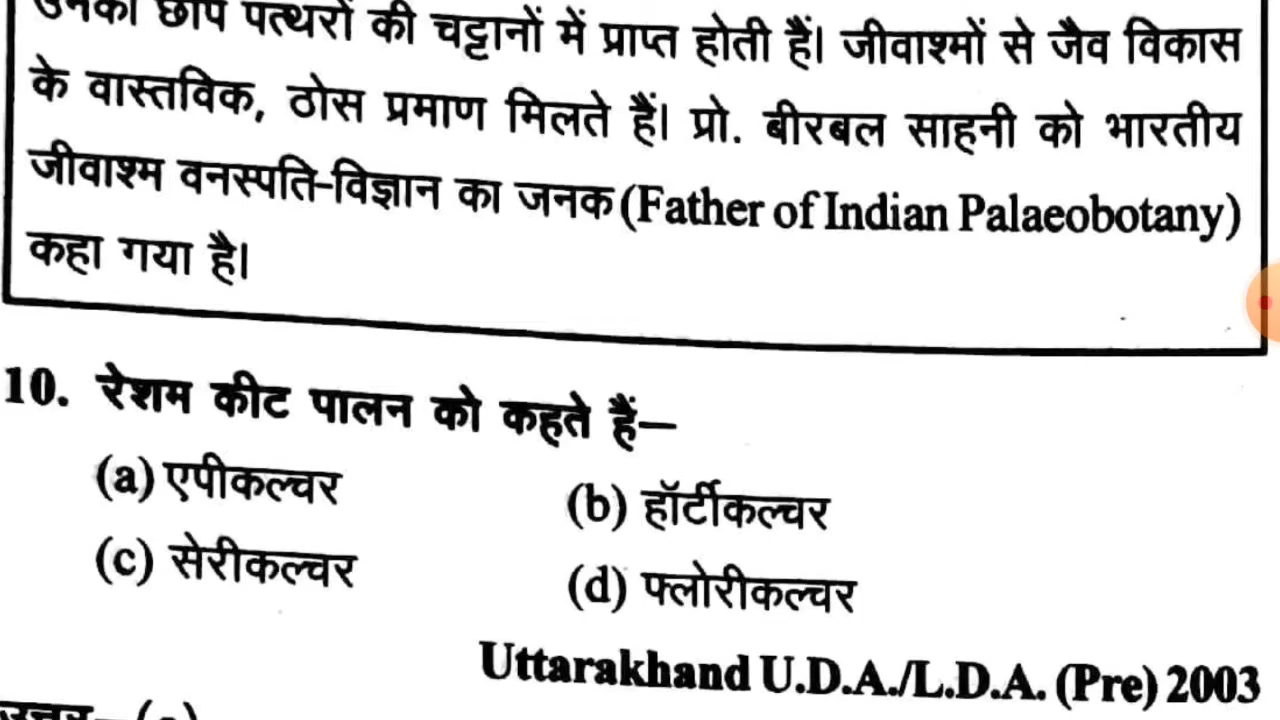 उनकी छाप पत्थरों की चट्टानों में प्राप्त होती हैं। जीवाश्मों से जैव विकास
के वास्तविक, ठोस प्रमाण मिलते हैं। प्रो. बीरबल साहनी को भारतीय
जीवाश्म वनस्पति-विज्ञान का जनक (Father of Indian Palaeobotany)
कहा गया है।
10. रेशम कीट पालन को कहते हैं—
(a) एपीकल्चर (b) हॉर्टीकल्चर
(c) सेरीकल्चर (d) फ्लोरीकल्चर
Uttarakhand U.D.A./L.D.A. (Pre) 2003